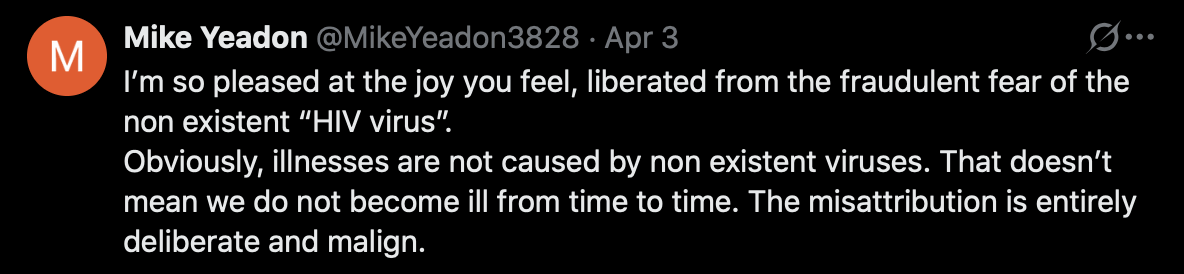 M
Mike Yeadon @MikeYeadon3828 · Apr 3
I’m so pleased at the joy you feel, liberated from the fraudulent fear of the
non existent “HIV virus”.
Obviously, illnesses are not caused by non existent viruses. That doesn’t
mean we do not become ill from time to time. The misattribution is entirely
deliberate and malign.